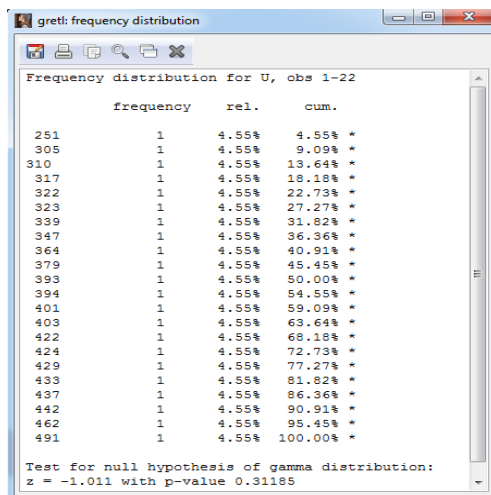 gretl: frequency distribution
Frequency distribution for U, obs 1-22
frequency rel. cum.
251 1 4.55% 4.55% *
305 1 4.55% 9.09% *
310 1 4.55% 13.64% *
317 1 4.55% 18.18% *
322 1 4.55% 22.73% *
323 1 4.55% 27.27% *
339 1 4.55% 31.82% *
347 1 4.55% 36.36% *
364 1 4.55% 40.91% *
379 1 4.55% 45.45% *
393 1 4.55% 50.00% *
394 1 4.55% 54.55% *
401 1 4.55% 59.09% *
403 1 4.55% 63.64% *
422 1 4.55% 68.18% *
424 1 4.55% 72.73% *
429 1 4.55% 77.27% *
433 1 4.55% 81.82% *
437 1 4.55% 86.36% *
442 1 4.55% 90.91% *
462 1 4.55% 95.45% *
491 1 4.55% 100.00% *
Test for null hypothesis of gamma distribution:
z = -1.011 with p-value 0.31185